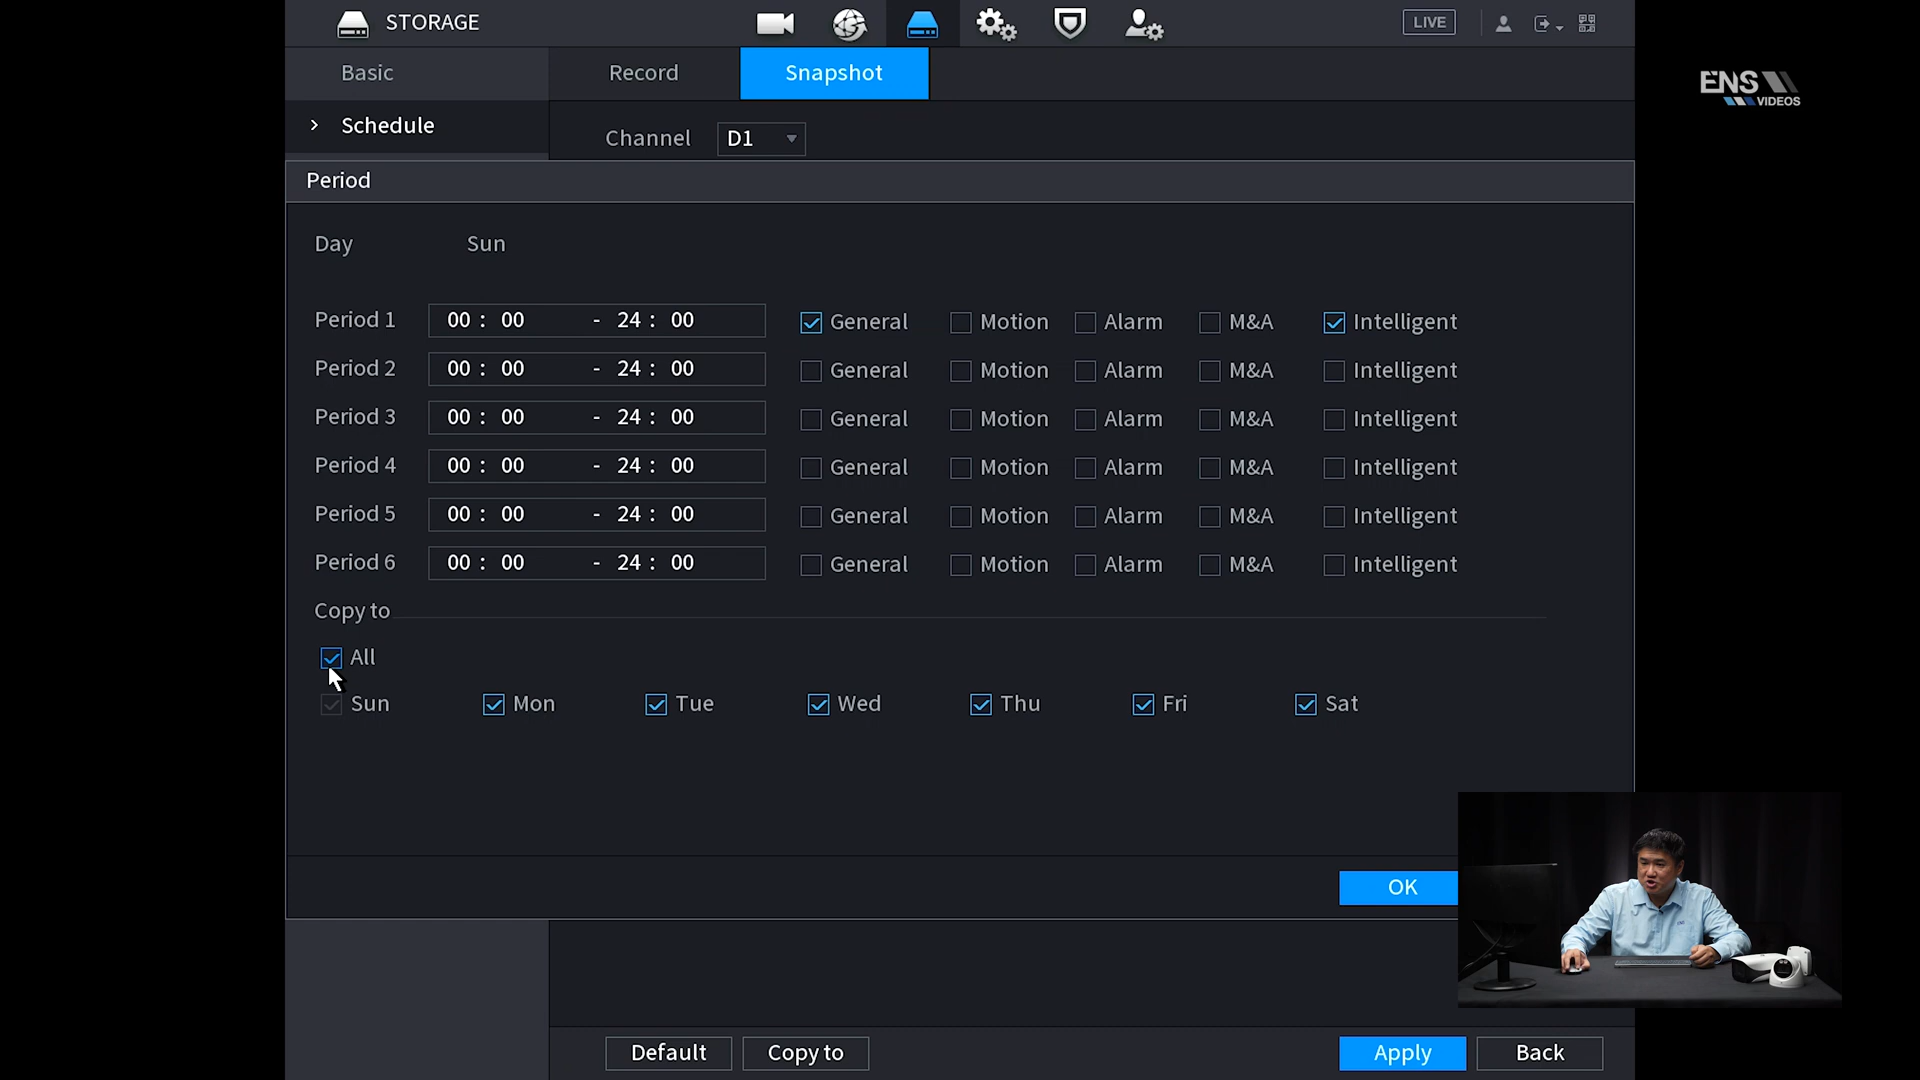 STORAGE
LIVE
ENS
VIDEOS
Basic
Record
Snapshot
Schedule
Channel D1
Period
Day Sun
Period 1 00 : 00 - 24 : 00 General Motion Alarm M&A Intelligent
Period 2 00 : 00 - 24 : 00 General Motion Alarm M&A Intelligent
Period 3 00 : 00 - 24 : 00 General Motion Alarm M&A Intelligent
Period 4 00 : 00 - 24 : 00 General Motion Alarm M&A Intelligent
Period 5 00 : 00 - 24 : 00 General Motion Alarm M&A Intelligent
Period 6 00 : 00 - 24 : 00 General Motion Alarm M&A Intelligent
Copy to
All
Sun Mon Tue Wed Thu Fri Sat
OK
Default Copy to Apply Back